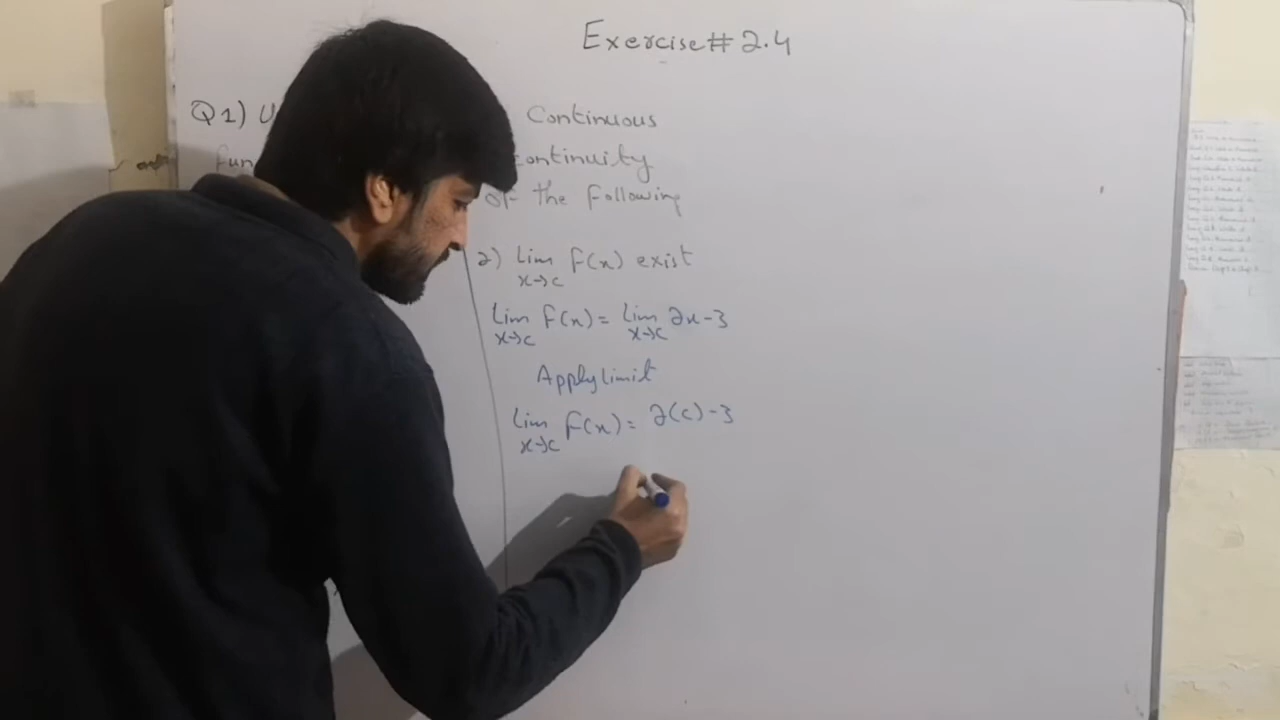 Exercise # 2.4
Q1) U Continuous
fun continuity
of the following
2) lim f(x) exist
x→c
lim f(x) = lim 2x-3
x→c x→c
Apply limit
lim f(x) = 2(c)-3
x→c